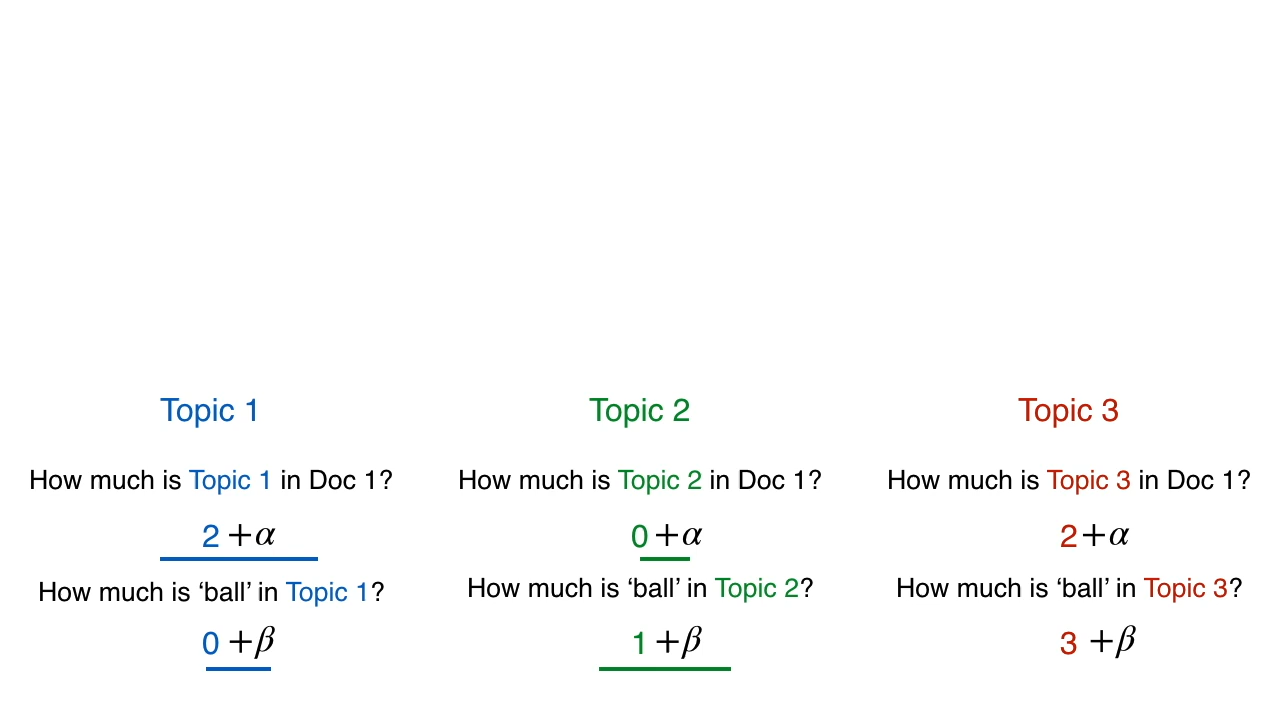 Topic 1
How much is Topic 1 in Doc 1?
2 +α
How much is ‘ball’ in Topic 1?
0 +β
Topic 2
How much is Topic 2 in Doc 1?
0 +α
How much is ‘ball’ in Topic 2?
1 +β
Topic 3
How much is Topic 3 in Doc 1?
2+α
How much is ‘ball’ in Topic 3?
3 +β